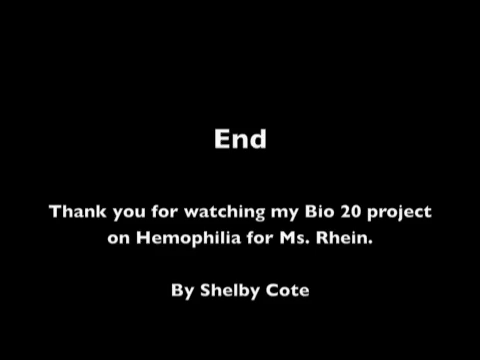 End
Thank you for watching my Bio 20 project
on Hemophilia for Ms. Rhein.
By Shelby Cote